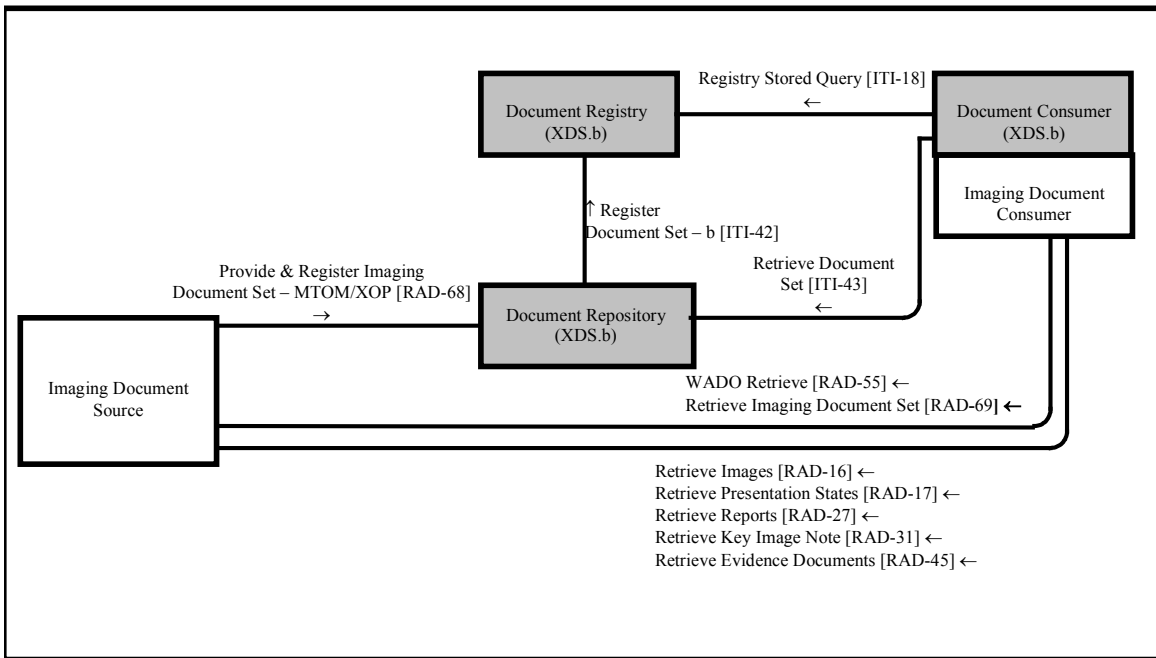 Registry Stored Query [ITI-18]
←
Document Registry
(XDS.b)
Document Consumer
(XDS.b)
Imaging Document
Consumer
↑ Register
Document Set – b [ITI-42]
Provide & Register Imaging
Document Set – MTOM/XOP [RAD-68]
→
Retrieve Document
Set [ITI-43]
←
Document Repository
(XDS.b)
Imaging Document
Source
WADO Retrieve [RAD-55] ←
Retrieve Imaging Document Set [RAD-69] ←
Retrieve Images [RAD-16] ←
Retrieve Presentation States [RAD-17] ←
Retrieve Reports [RAD-27] ←
Retrieve Key Image Note [RAD-31] ←
Retrieve Evidence Documents [RAD-45] ←